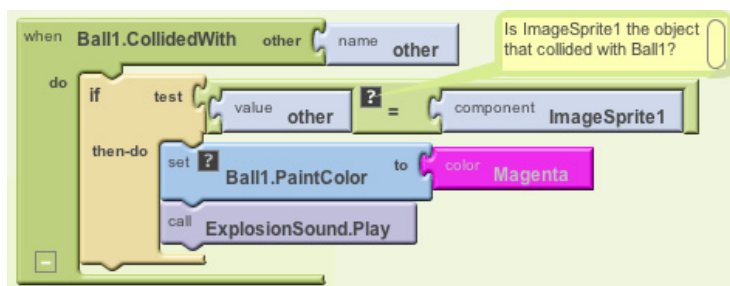 when Ball1.CollidedWith other name other
Is ImageSprite1 the object
that collided with Ball1?
do
if test value other ? = component ImageSprite1
then-do set ? Ball1.PaintColor to color Magenta
call ExplosionSound.Play